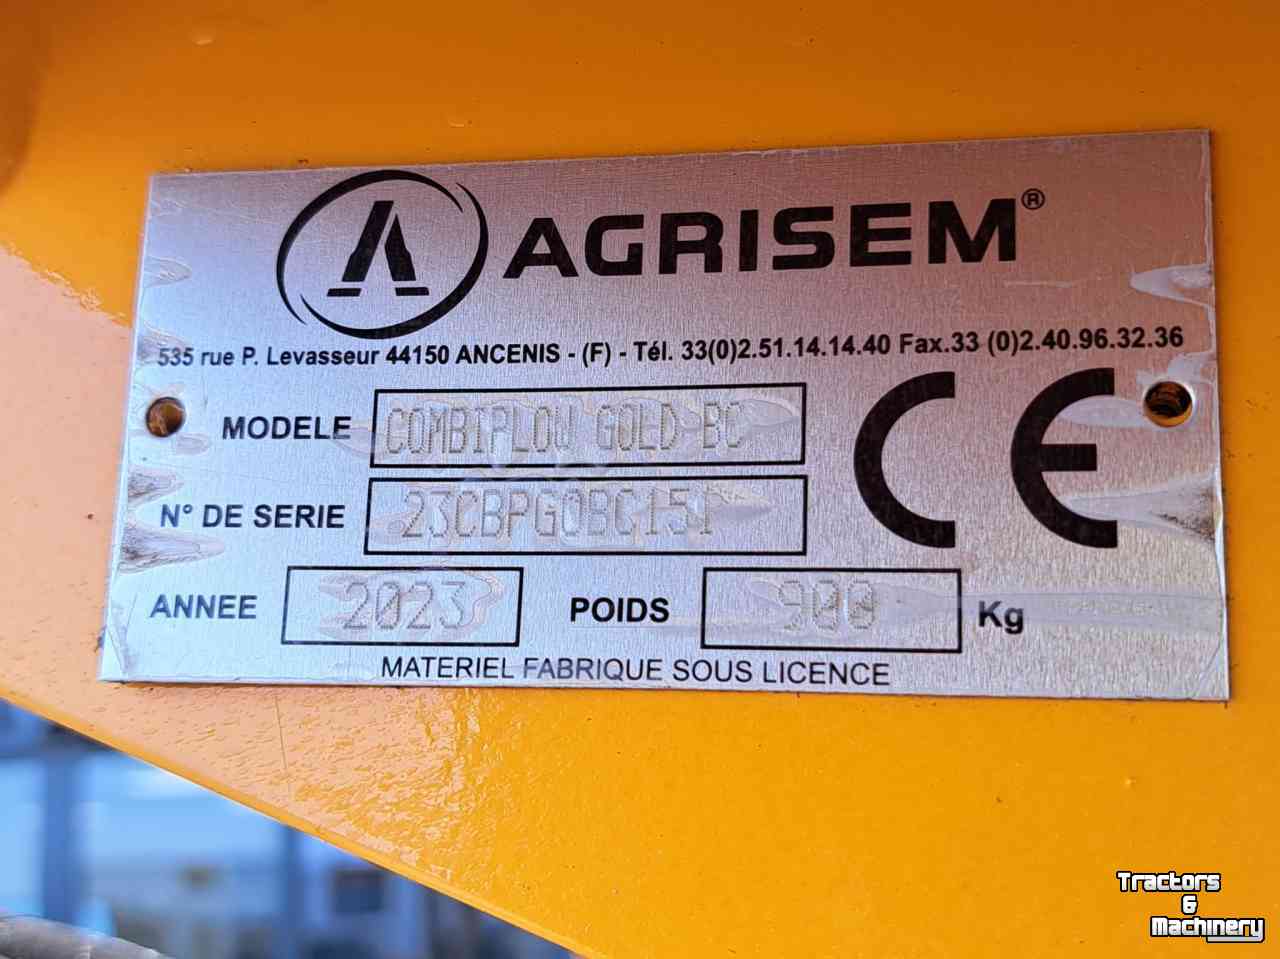 AGRISEM®
535 rue P. Levasseur 44150 ANCENIS - (F) - Tél. 33(0)2.51.14.14.40 Fax.33 (0)2.40.96.32.36
MODELE COMBIPLOW GOLD BC
N° DE SERIE 23CBPGOBC151
ANNEE 2023 POIDS 900 Kg
MATERIEL FABRIQUE SOUS LICENCE
CE
Tractors
&
Machinery